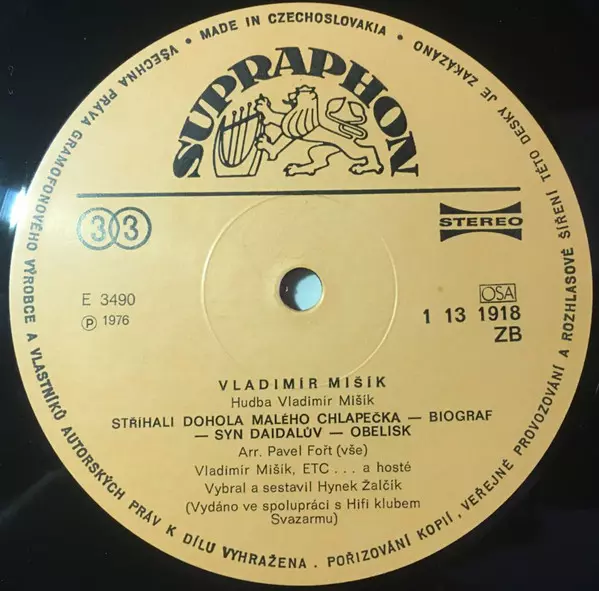 VŠECHNA PRÁVA GRAMOFONOVÉHO VÝROBCE A VLASTNÍKŮ AUTORSKÝCH PRÁV K DÍLU VYHRAŽENA. POŘIZOVÁNÍ KOPIÍ, VEŘEJNÉ PROVOZOVÁNÍ A ROZHLASOVÉ ŠÍŘENÍ TÉTO DESKY JE ZAKÁZÁNO • MADE IN CZECHOSLOVAKIA •
SUPRAPHON
33
STEREO
E 3490
Ⓟ 1976
OSA
1 13 1918
ZB
VLADIMÍR MIŠÍK
Hudba Vladimír Mišík
STŘÍHALI DOHOLA MALÉHO CHLAPEČKA — BIOGRAF
— SYN DAIDALŮV — OBELISK
Arr. Pavel Fořt (vše)
Vladimír Mišík, ETC . . . a hosté
Vybral a sestavil Hynek Žalčík
(Vydáno ve spolupráci s Hifi klubem
Svazarmu)